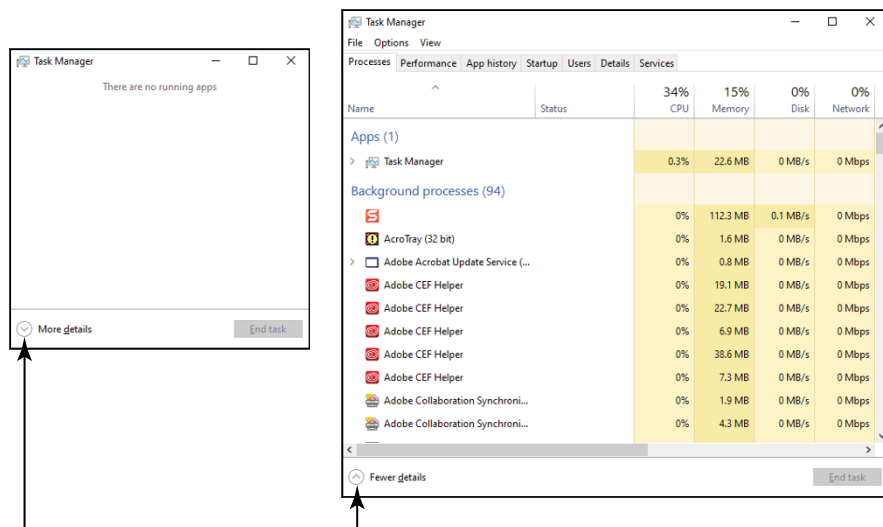 Task Manager
There are no running apps
More details
End task
Task Manager
File Options View
Processes Performance App history Startup Users Details Services
34% 15% 0% 0%
Name Status CPU Memory Disk Network
Apps (1)
Task Manager 0.3% 22.6 MB 0 MB/s 0 Mbps
Background processes (94)
S 0% 112.3 MB 0.1 MB/s 0 Mbps
AcroTray (32 bit) 0% 1.6 MB 0 MB/s 0 Mbps
Adobe Acrobat Update Service (... 0% 0.8 MB 0 MB/s 0 Mbps
Adobe CEF Helper 0% 19.1 MB 0 MB/s 0 Mbps
Adobe CEF Helper 0% 22.7 MB 0 MB/s 0 Mbps
Adobe CEF Helper 0% 6.9 MB 0 MB/s 0 Mbps
Adobe CEF Helper 0% 38.6 MB 0 MB/s 0 Mbps
Adobe CEF Helper 0% 7.3 MB 0 MB/s 0 Mbps
Adobe Collaboration Synchroni... 0% 1.9 MB 0 MB/s 0 Mbps
Adobe Collaboration Synchroni... 0% 4.3 MB 0 MB/s 0 Mbps
Fewer details
End task